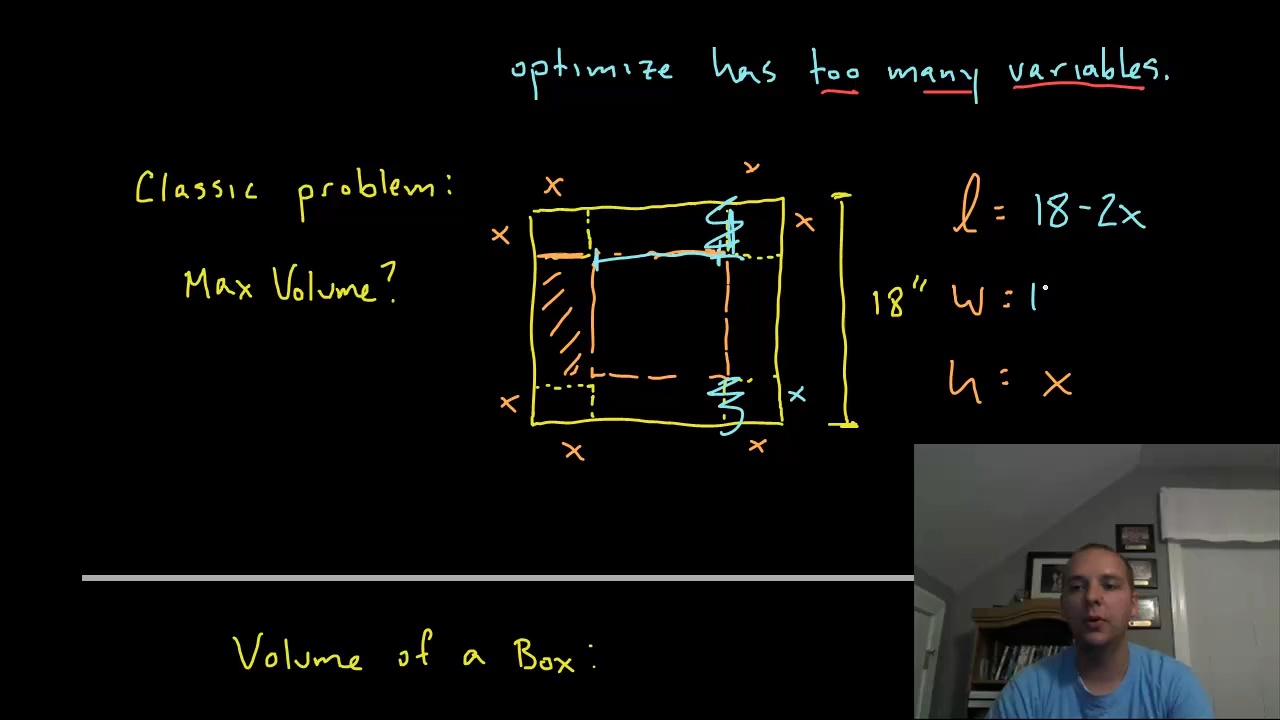 optimize has too many variables.
Classic problem:
Max Volume?
x
x
x
x
x
x
x
x
18"
l = 18-2x
w = 1
h = x
Volume of a Box: